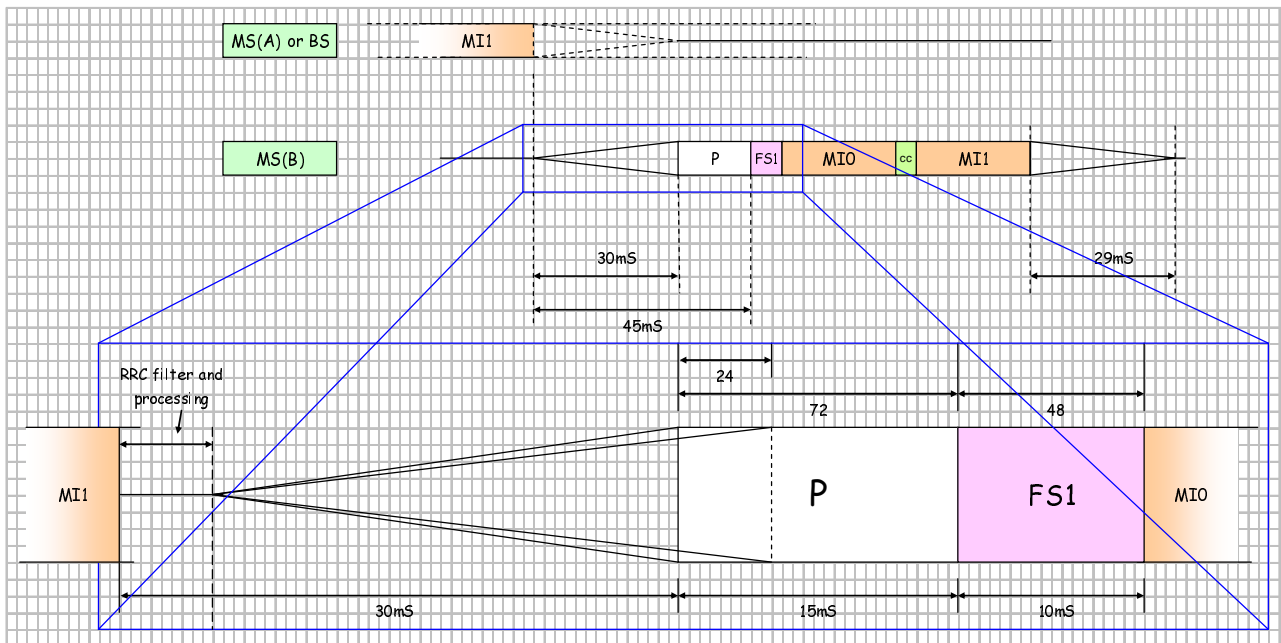 MS(A) or BS
MI1
MS(B)
P
FS1
MI0
CC
MI1
30mS
29mS
45mS
24
RRC filter and
processing
72
48
MI1
P
FS1
MI0
30mS
15mS
10mS